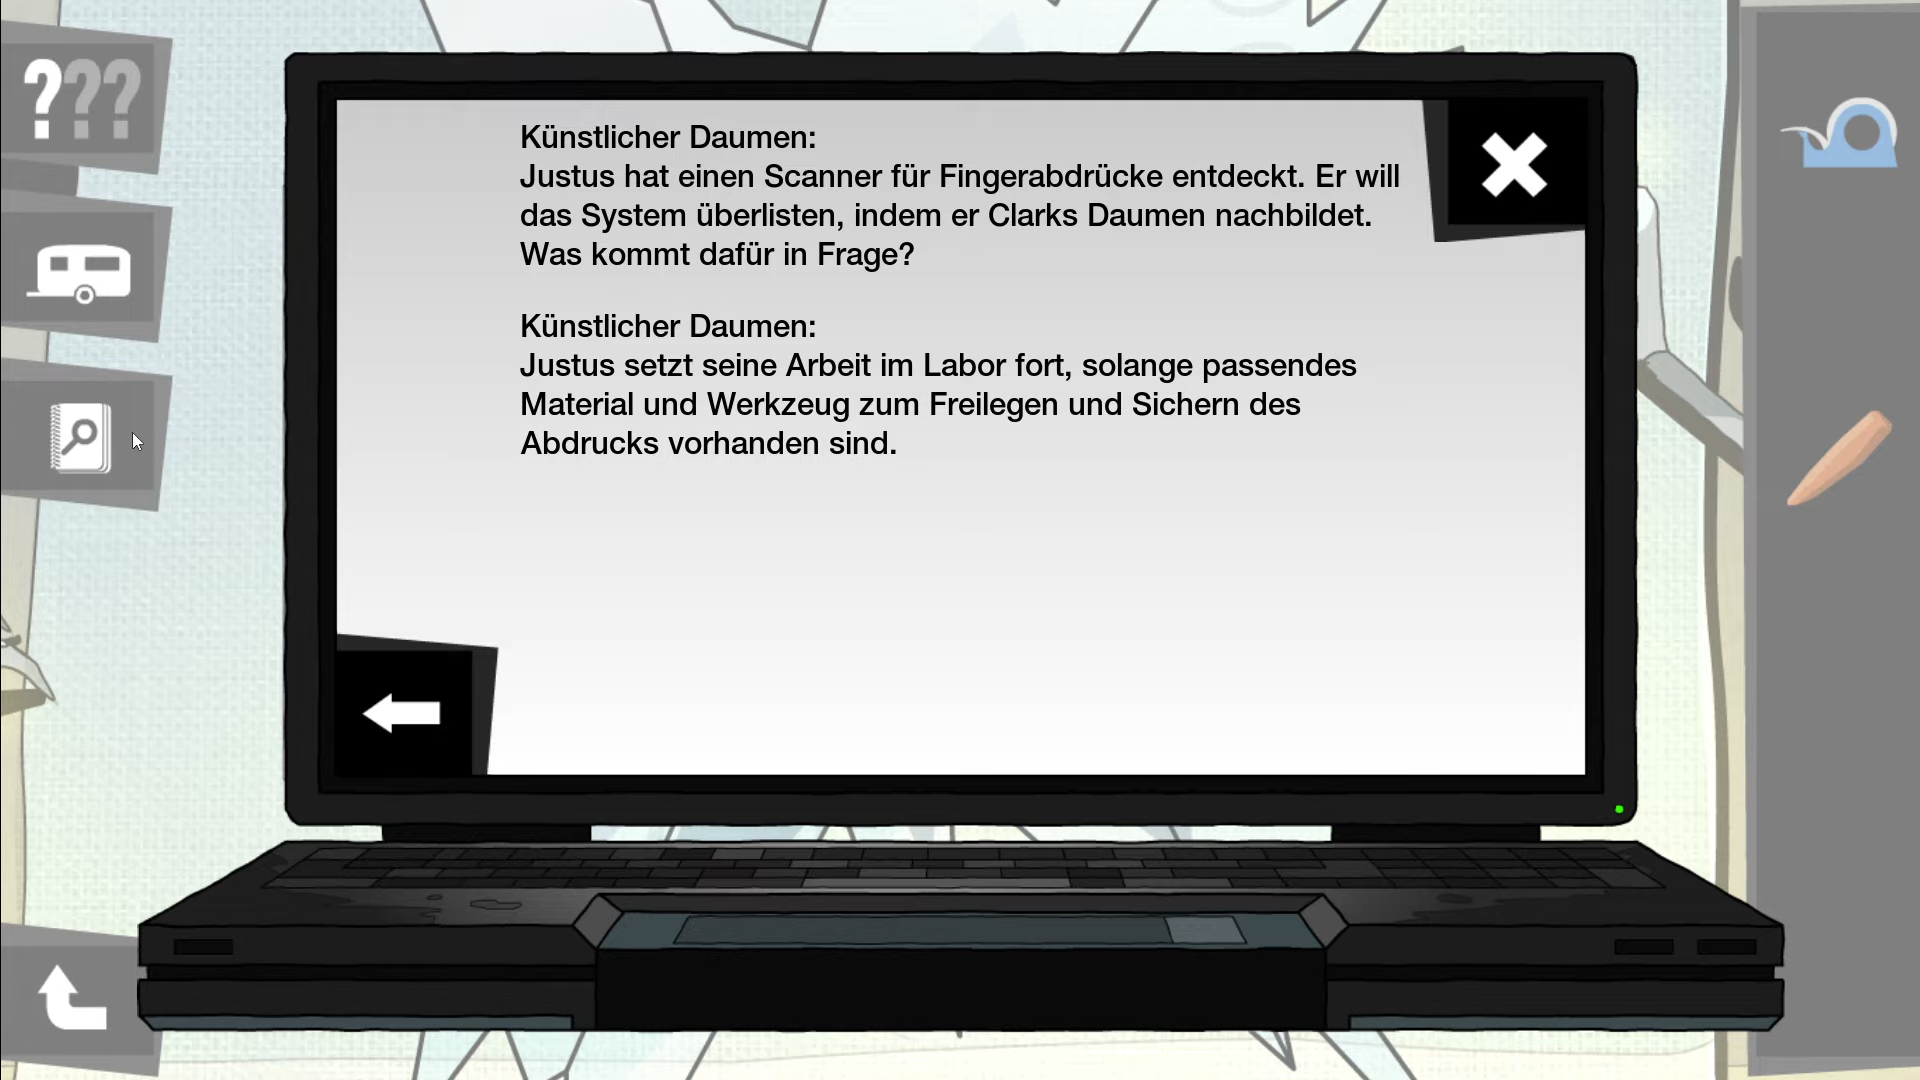 ???
Künstlicher Daumen:
Justus hat einen Scanner für Fingerabdrücke entdeckt. Er will
das System überlisten, indem er Clarks Daumen nachbildet.
Was kommt dafür in Frage?
Künstlicher Daumen:
Justus setzt seine Arbeit im Labor fort, solange passendes
Material und Werkzeug zum Freilegen und Sichern des
Abdrucks vorhanden sind.